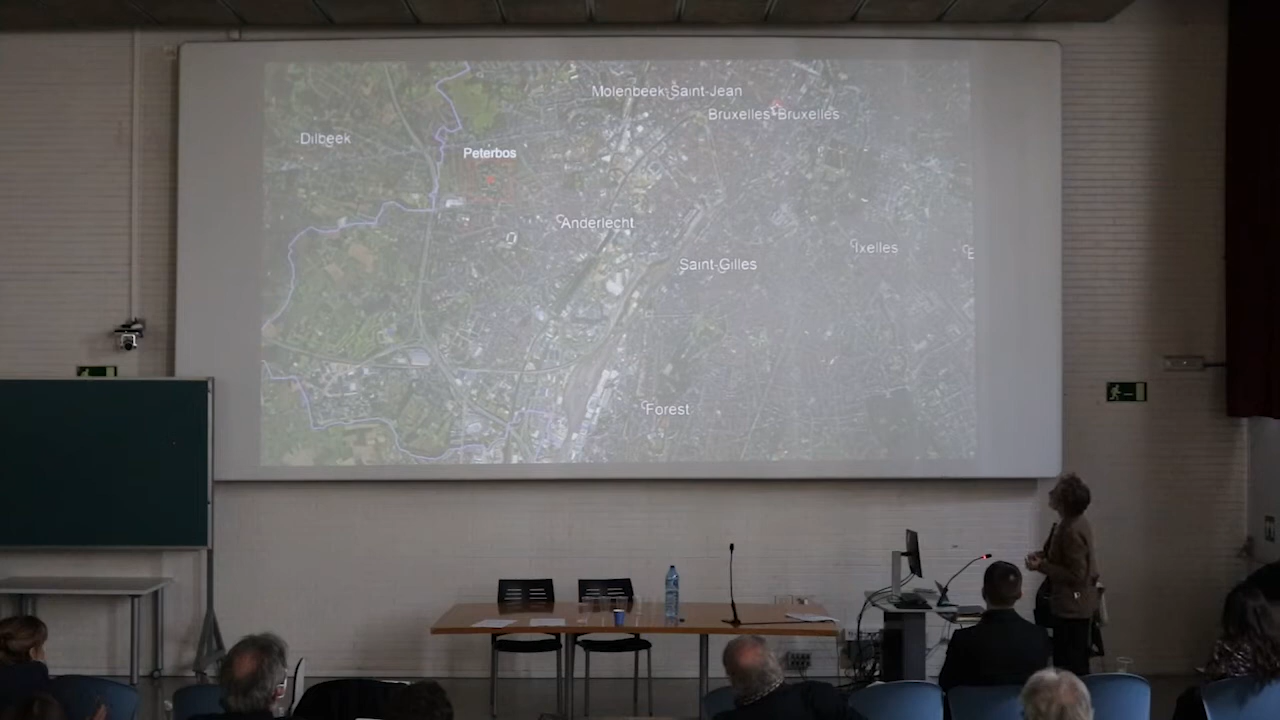 Molenbeek-Saint-Jean
Bruxelles-Bruxelles
Dilbeek
Peterbos
Anderlecht
Ixelles
E
Saint-Gilles
Forest